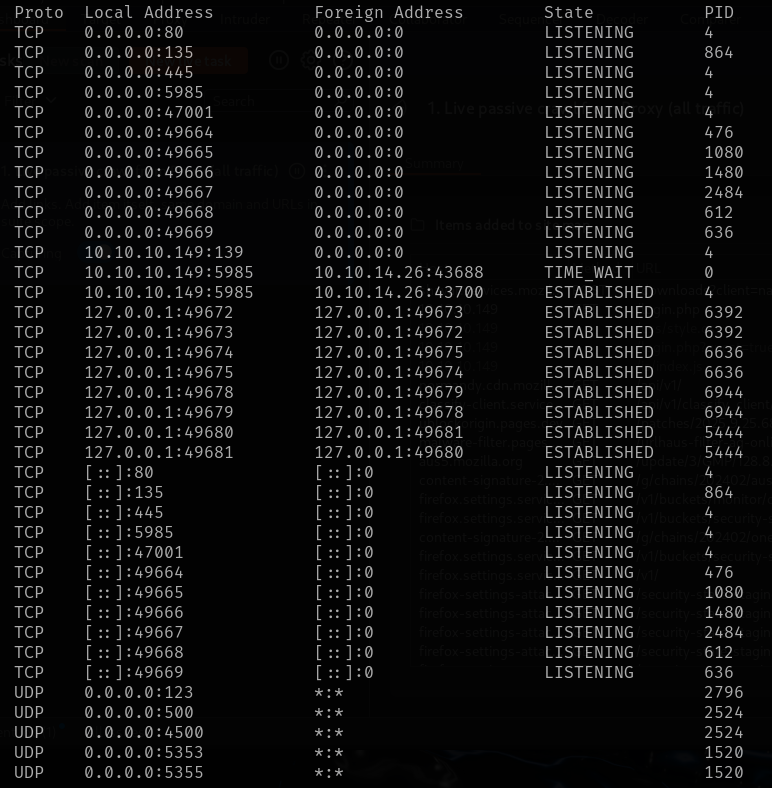 Proto Local Address Foreign Address State PID
TCP 0.0.0.0:80 0.0.0.0:0 LISTENING 4
TCP 0.0.0.0:135 0.0.0.0:0 LISTENING 864
TCP 0.0.0.0:445 0.0.0.0:0 LISTENING 4
TCP 0.0.0.0:5985 0.0.0.0:0 LISTENING 4
TCP 0.0.0.0:47001 0.0.0.0:0 LISTENING 4
TCP 0.0.0.0:49664 0.0.0.0:0 LISTENING 476
TCP 0.0.0.0:49665 0.0.0.0:0 LISTENING 1080
TCP 0.0.0.0:49666 0.0.0.0:0 LISTENING 1480
TCP 0.0.0.0:49667 0.0.0.0:0 LISTENING 2484
TCP 0.0.0.0:49668 0.0.0.0:0 LISTENING 612
TCP 0.0.0.0:49669 0.0.0.0:0 LISTENING 636
TCP 10.10.10.149:139 0.0.0.0:0 LISTENING 4
TCP 10.10.10.149:5985 10.10.14.26:43688 TIME_WAIT 0
TCP 10.10.10.149:5985 10.10.14.26:43700 ESTABLISHED 4
TCP 127.0.0.1:49672 127.0.0.1:49673 ESTABLISHED 6392
TCP 127.0.0.1:49673 127.0.0.1:49672 ESTABLISHED 6392
TCP 127.0.0.1:49674 127.0.0.1:49675 ESTABLISHED 6636
TCP 127.0.0.1:49675 127.0.0.1:49674 ESTABLISHED 6636
TCP 127.0.0.1:49678 127.0.0.1:49679 ESTABLISHED 6944
TCP 127.0.0.1:49679 127.0.0.1:49678 ESTABLISHED 6944
TCP 127.0.0.1:49680 127.0.0.1:49681 ESTABLISHED 5444
TCP 127.0.0.1:49681 127.0.0.1:49680 ESTABLISHED 5444
TCP [::]:80 [::]:0 LISTENING 4
TCP [::]:135 [::]:0 LISTENING 864
TCP [::]:445 [::]:0 LISTENING 4
TCP [::]:5985 [::]:0 LISTENING 4
TCP [::]:47001 [::]:0 LISTENING 4
TCP [::]:49664 [::]:0 LISTENING 476
TCP [::]:49665 [::]:0 LISTENING 1080
TCP [::]:49666 [::]:0 LISTENING 1480
TCP [::]:49667 [::]:0 LISTENING 2484
TCP [::]:49668 [::]:0 LISTENING 612
TCP [::]:49669 [::]:0 LISTENING 636
UDP 0.0.0.0:123 *:* 2796
UDP 0.0.0.0:500 *:* 2524
UDP 0.0.0.0:4500 *:* 2524
UDP 0.0.0.0:5353 *:* 1520
UDP 0.0.0.0:5355 *:* 1520